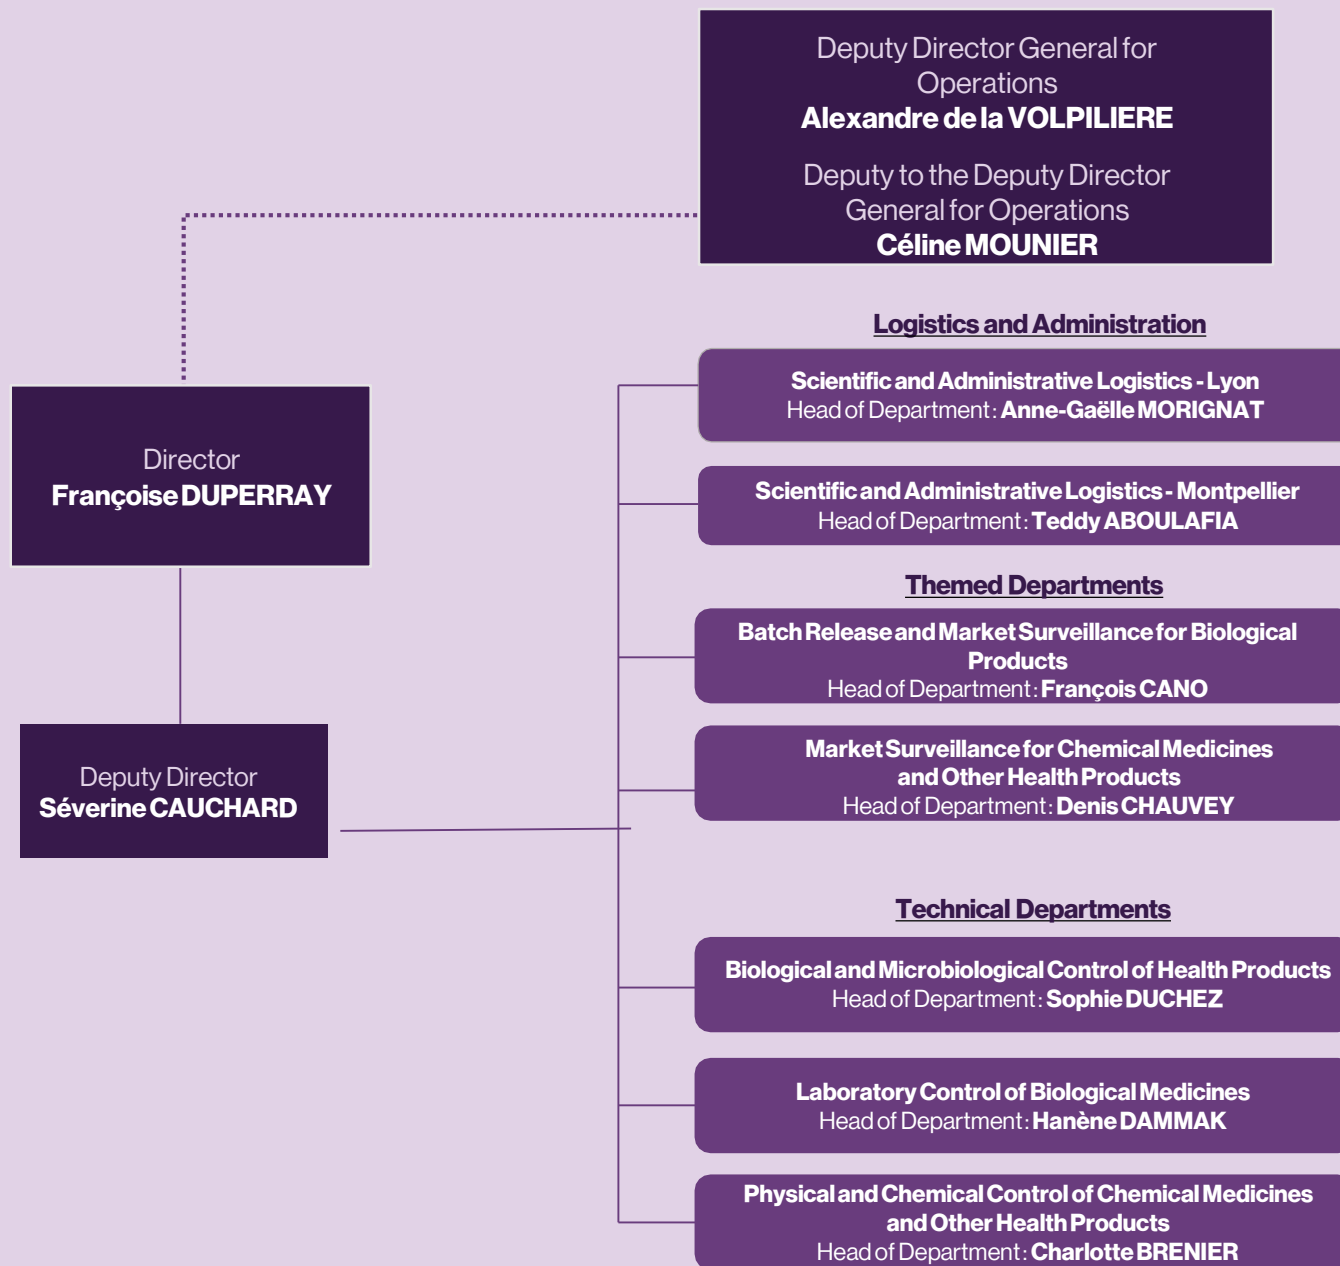 Deputy Director General for
Operations
Alexandre de la VOLPILIERE
Deputy to the Deputy Director
General for Operations
Céline MOUNIER
Director
Françoise DUPERRAY
Deputy Director
Séverine CAUCHARD
Logistics and Administration
Scientific and Administrative Logistics - Lyon
Head of Department : Anne-Gaëlle MORIGNAT
Scientific and Administrative Logistics - Montpellier
Head of Department : Teddy ABOULAFIA
Themed Departments
Batch Release and Market Surveillance for Biological
Products
Head of Department : François CANO
Market Surveillance for Chemical Medicines
and Other Health Products
Head of Department : Denis CHAUVEY
Technical Departments
Biological and Microbiological Control of Health Products
Head of Department : Sophie DUCHEZ
Laboratory Control of Biological Medicines
Head of Department : Hanène DAMMAK
Physical and Chemical Control of Chemical Medicines
and Other Health Products
Head of Department : Charlotte BRENIER